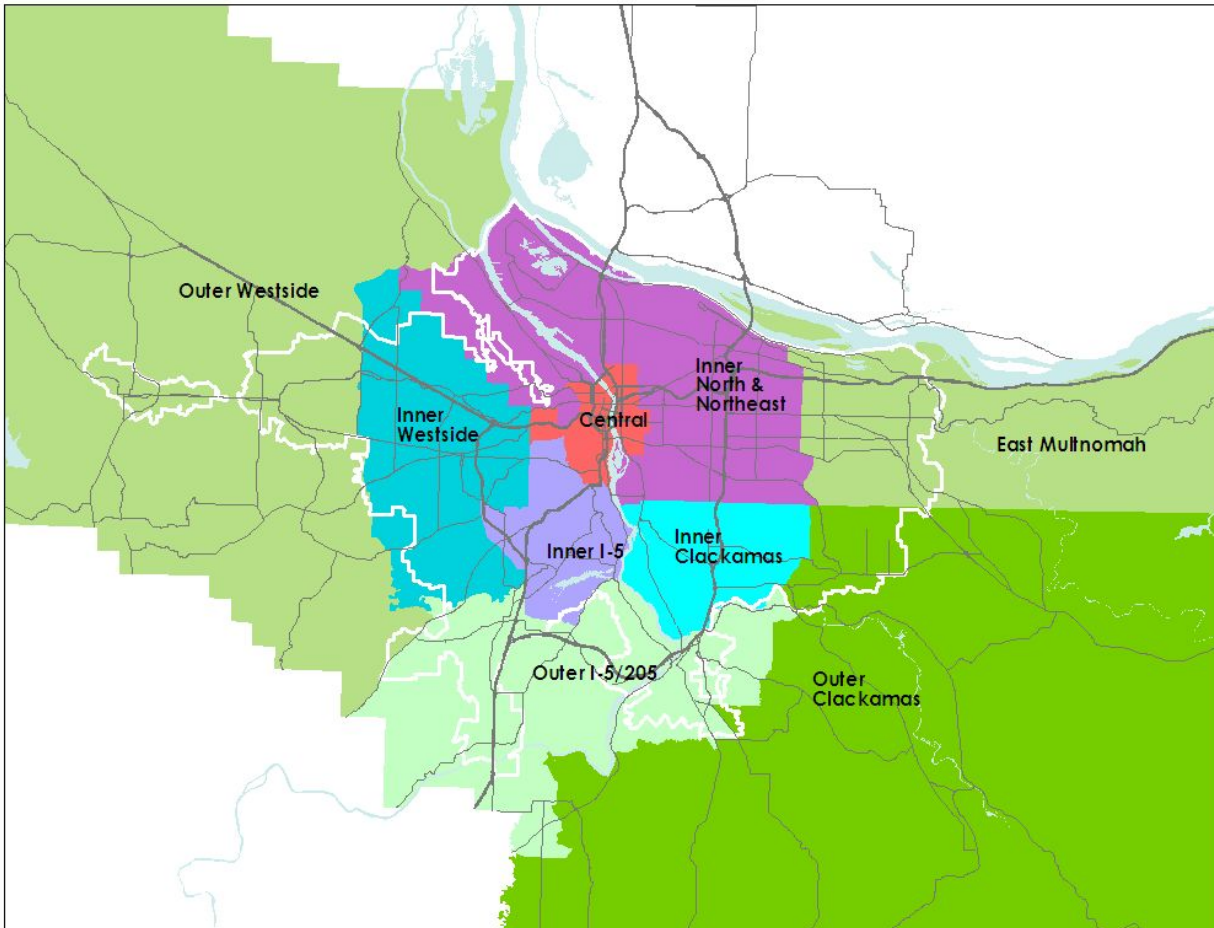 Outer Westside
Inner
North &
Northeast
Inner
Westside
Central
East Multnomah
Inner I-5
Inner
Clackamas
Outer I-5/205
Outer
Clackamas